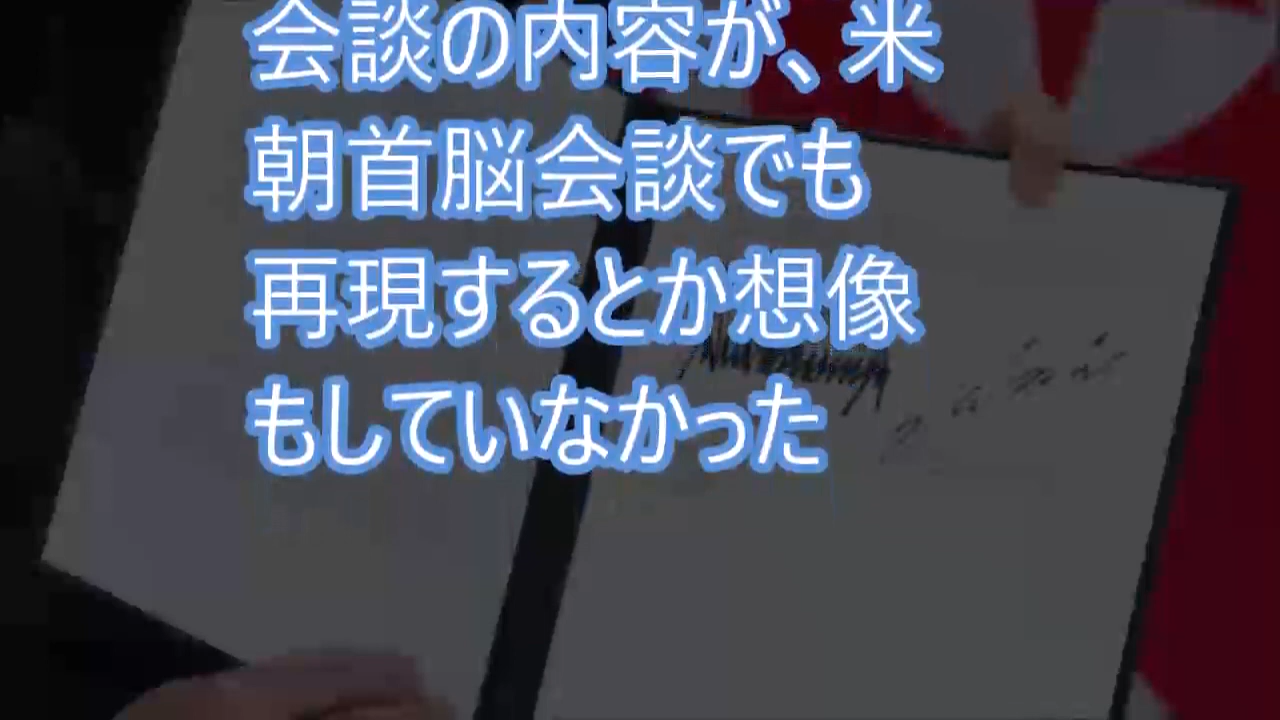 会談の内容が、米
朝首脳会談でも
再現するとか想像
もしていなかった